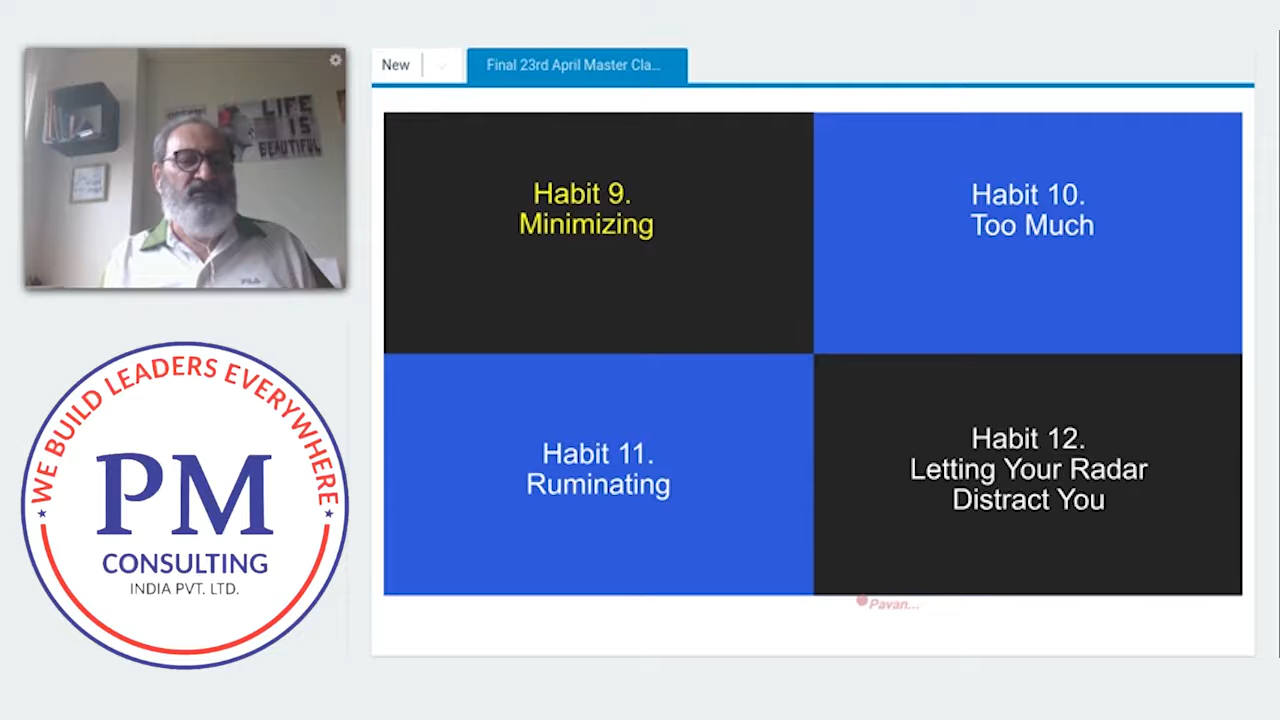 New
Final 23rd April Master Cla...
LIFE
IS
BEAUTIFUL
FILA
Habit 9.
Minimizing
Habit 10.
Too Much
Habit 11.
Ruminating
Habit 12.
Letting Your Radar
Distract You
Pavan...
WE BUILD LEADERS EVERYWHERE
PM
CONSULTING
INDIA PVT. LTD.